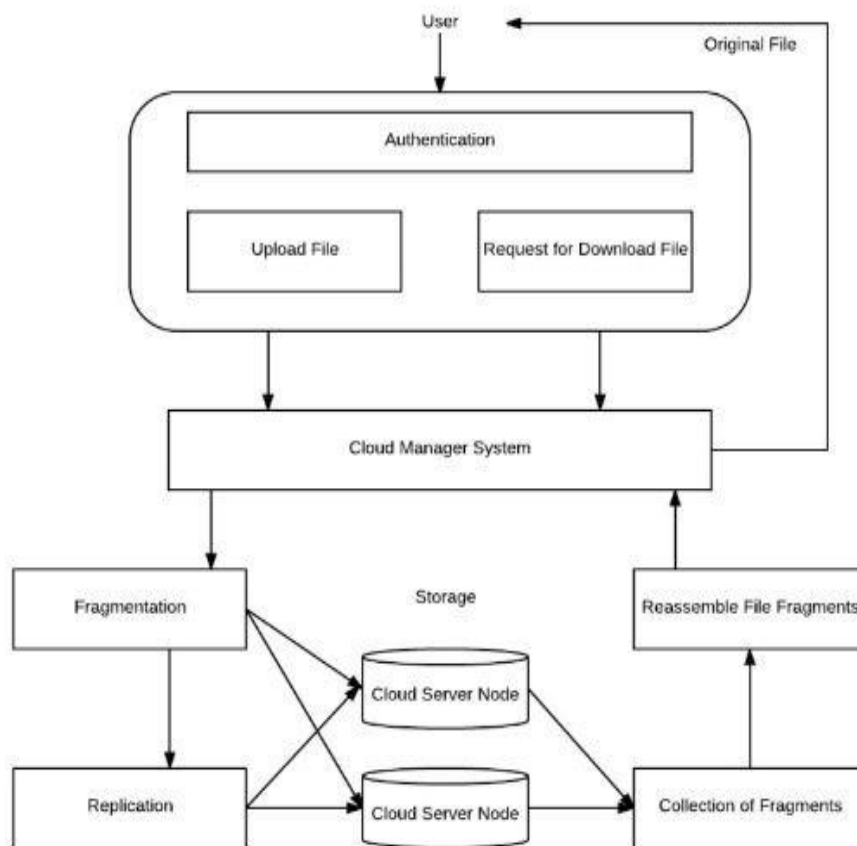 User
Original File
Authentication
Upload File
Request for Download File
Cloud Manager System
Fragmentation
Storage
Reassemble File Fragments
Cloud Server Node
Replication
Cloud Server Node
Collection of Fragments